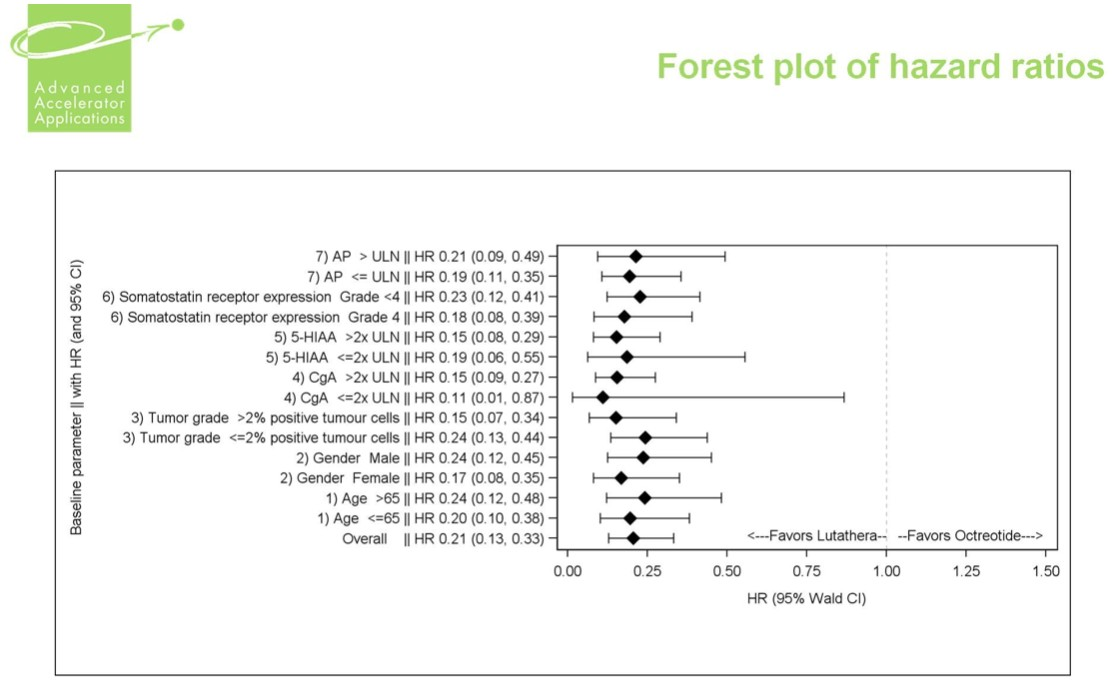 Advanced
Accelerator
Applications
Forest plot of hazard ratios
Baseline parameter || with HR (and 95% CI)
7) AP > ULN || HR 0.21 (0.09, 0.49)
7) AP <= ULN || HR 0.19 (0.11, 0.35)
6) Somatostatin receptor expression Grade <4 || HR 0.23 (0.12, 0.41)
6) Somatostatin receptor expression Grade 4 || HR 0.18 (0.08, 0.39)
5) 5-HIAA >2x ULN || HR 0.15 (0.08, 0.29)
5) 5-HIAA <=2x ULN || HR 0.19 (0.06, 0.55)
4) CgA >2x ULN || HR 0.15 (0.09, 0.27)
4) CgA <=2x ULN || HR 0.11 (0.01, 0.87)
3) Tumor grade >2% positive tumour cells || HR 0.15 (0.07, 0.34)
3) Tumor grade <=2% positive tumour cells || HR 0.24 (0.13, 0.44)
2) Gender Male || HR 0.24 (0.12, 0.45)
2) Gender Female || HR 0.17 (0.08, 0.35)
1) Age >65 || HR 0.24 (0.12, 0.48)
1) Age <=65 || HR 0.20 (0.10, 0.38)
Overall || HR 0.21 (0.13, 0.33)
<---Favors Lutathera-- --Favors Octreotide--->
0.00 0.25 0.50 0.75 1.00 1.25 1.50
HR (95% Wald CI)